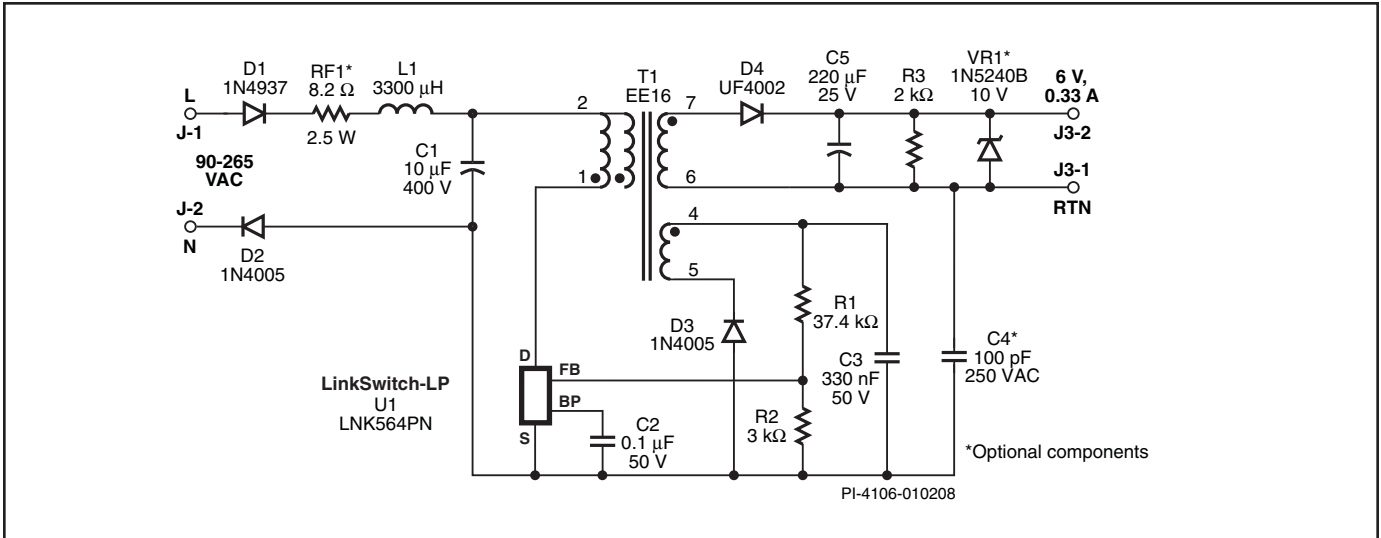 D1
1N4937
RF1*
8.2 Ω
2.5 W
L1
3300 µH
L
J-1
90-265
VAC
J-2
N
D2
1N4005
C1
10 µF
400 V
2
1
T1
EE16
7
6
4
5
D4
UF4002
C5
220 µF
25 V
R3
2 kΩ
VR1*
1N5240B
10 V
6 V,
0.33 A
J3-2
J3-1
RTN
D3
1N4005
R1
37.4 kΩ
C3
330 nF
50 V
R2
3 kΩ
C4*
100 pF
250 VAC
LinkSwitch-LP
U1
LNK564PN
D
FB
BP
S
C2
0.1 µF
50 V
*Optional components
PI-4106-010208